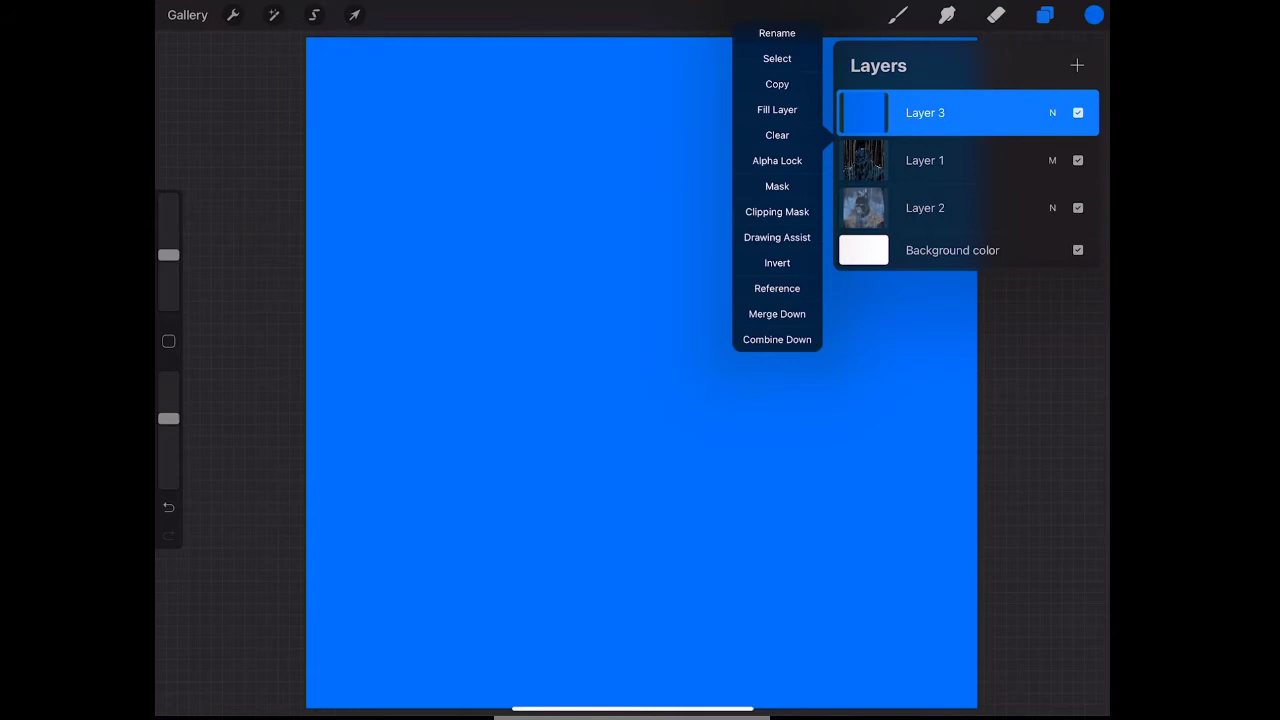 Gallery
Rename
Select
Copy
Fill Layer
Clear
Alpha Lock
Mask
Clipping Mask
Drawing Assist
Invert
Reference
Merge Down
Combine Down
Layers
Layer 3 N
Layer 1 M
Layer 2 N
Background color